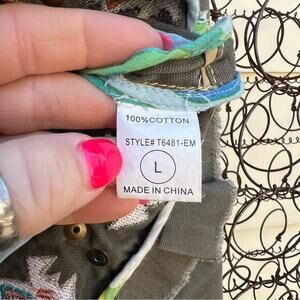 100%COTTON
STYLE# T6481-EM
L
MADE IN CHINA